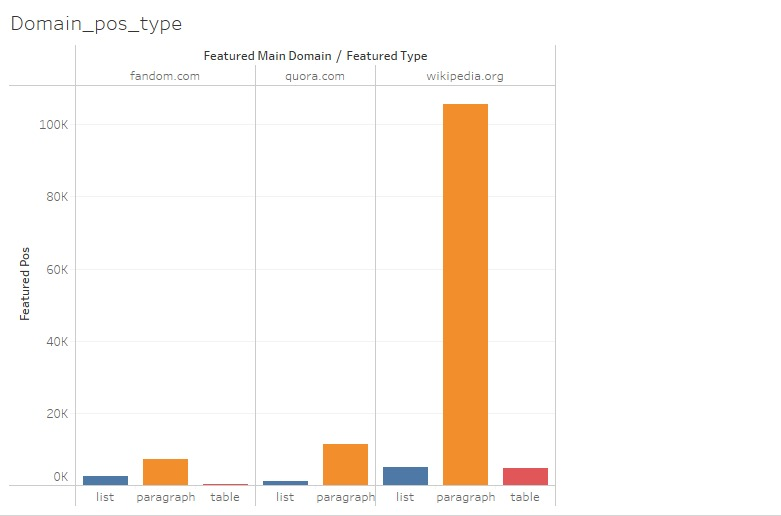 Domain_pos_type
Featured Main Domain / Featured Type
fandom.com quora.com wikipedia.org
Featured Pos
100K
80K
60K
40K
20K
0K
list paragraph table list paragraph list paragraph table